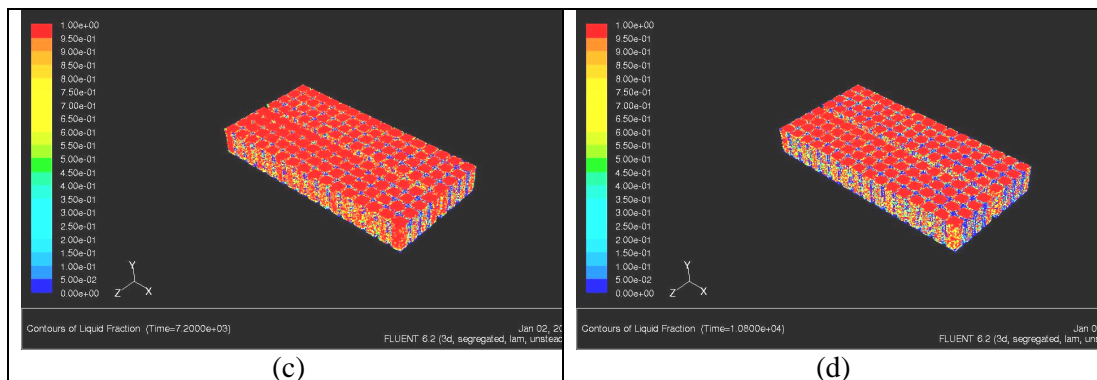 1.00e+00
9.50e-01
9.00e-01
8.50e-01
8.00e-01
7.50e-01
7.00e-01
6.50e-01
6.00e-01
5.50e-01
5.00e-01
4.50e-01
4.00e-01
3.50e-01
3.00e-01
2.50e-01
2.00e-01
1.50e-01
1.00e-01
5.00e-02
0.00e+00
Y
Z X
Contours of Liquid Fraction (Time=7.2000e+03)
Jan 02, 20
FLUENT 6.2 (3d, segregated, lam, unstead
(c)
1.00e+00
9.50e-01
9.00e-01
8.50e-01
8.00e-01
7.50e-01
7.00e-01
6.50e-01
6.00e-01
5.50e-01
5.00e-01
4.50e-01
4.00e-01
3.50e-01
3.00e-01
2.50e-01
2.00e-01
1.50e-01
1.00e-01
5.00e-02
0.00e+00
Y
Z X
Contours of Liquid Fraction (Time=1.0800e+04)
Jan 0
FLUENT 6.2 (3d, segregated, lam, uns
(d)